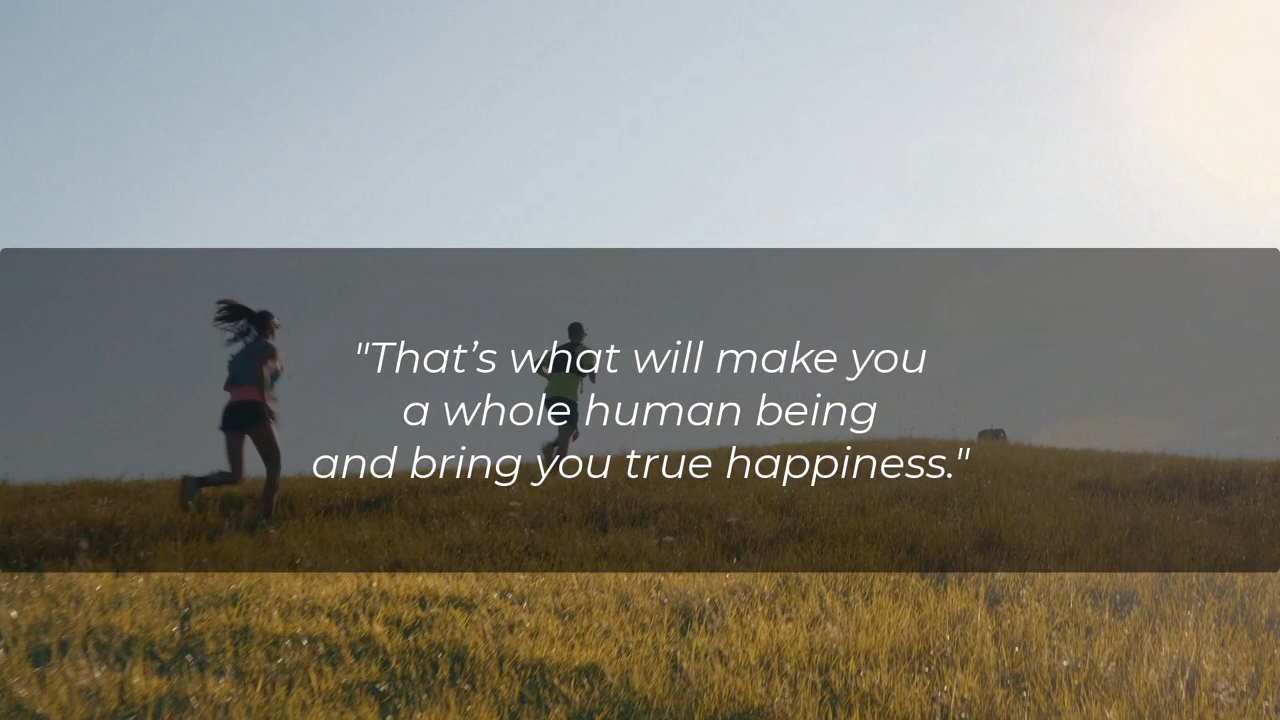 "That’s what will make you
a whole human being
and bring you true happiness."